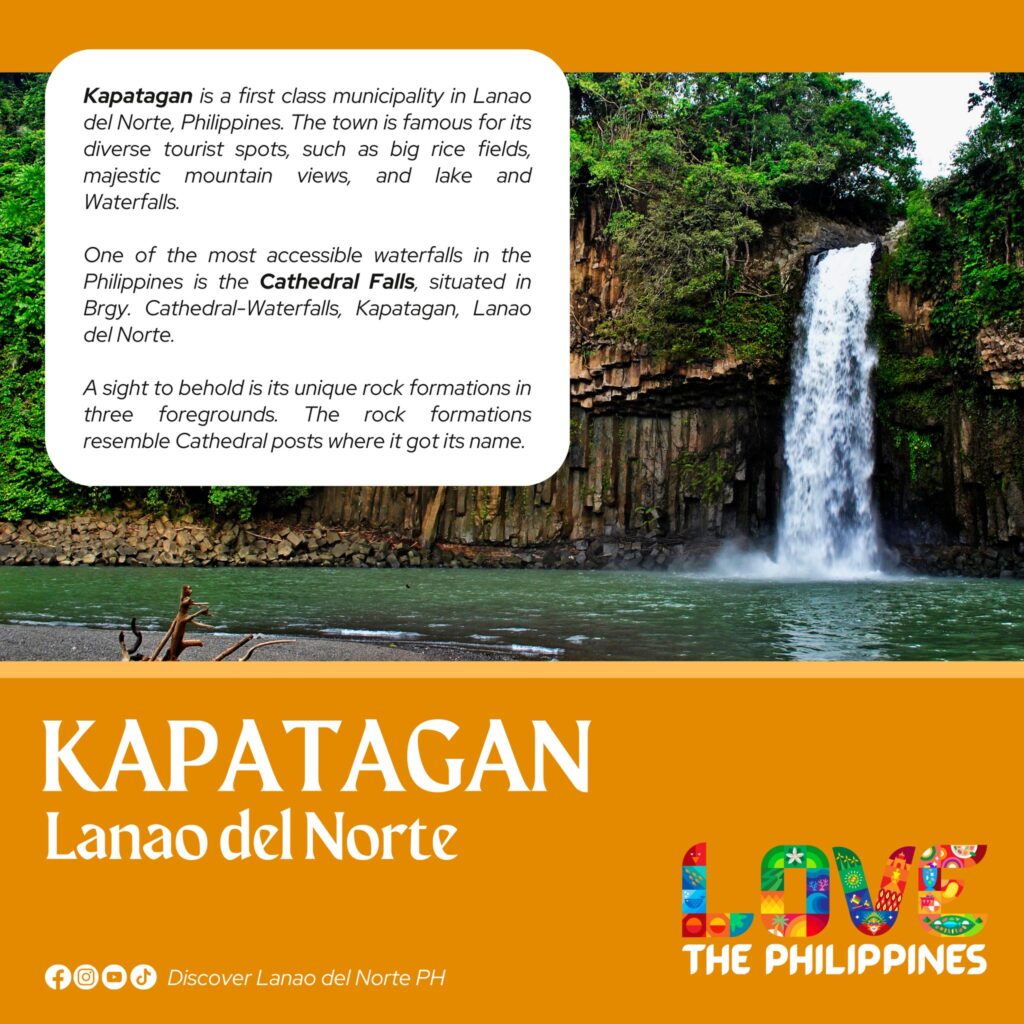 Kapatagan is a first class municipality in Lanao
del Norte, Philippines. The town is famous for its
diverse tourist spots, such as big rice fields,
majestic mountain views, and lake and
Waterfalls.
One of the most accessible waterfalls in the
Philippines is the Cathedral Falls, situated in
Brgy. Cathedral-Waterfalls, Kapatagan, Lanao
del Norte.
A sight to behold is its unique rock formations in
three foregrounds. The rock formations
resemble Cathedral posts where it got its name.
KAPATAGAN
Lanao del Norte
LOVE
THE PHILIPPINES
Discover Lanao del Norte PH